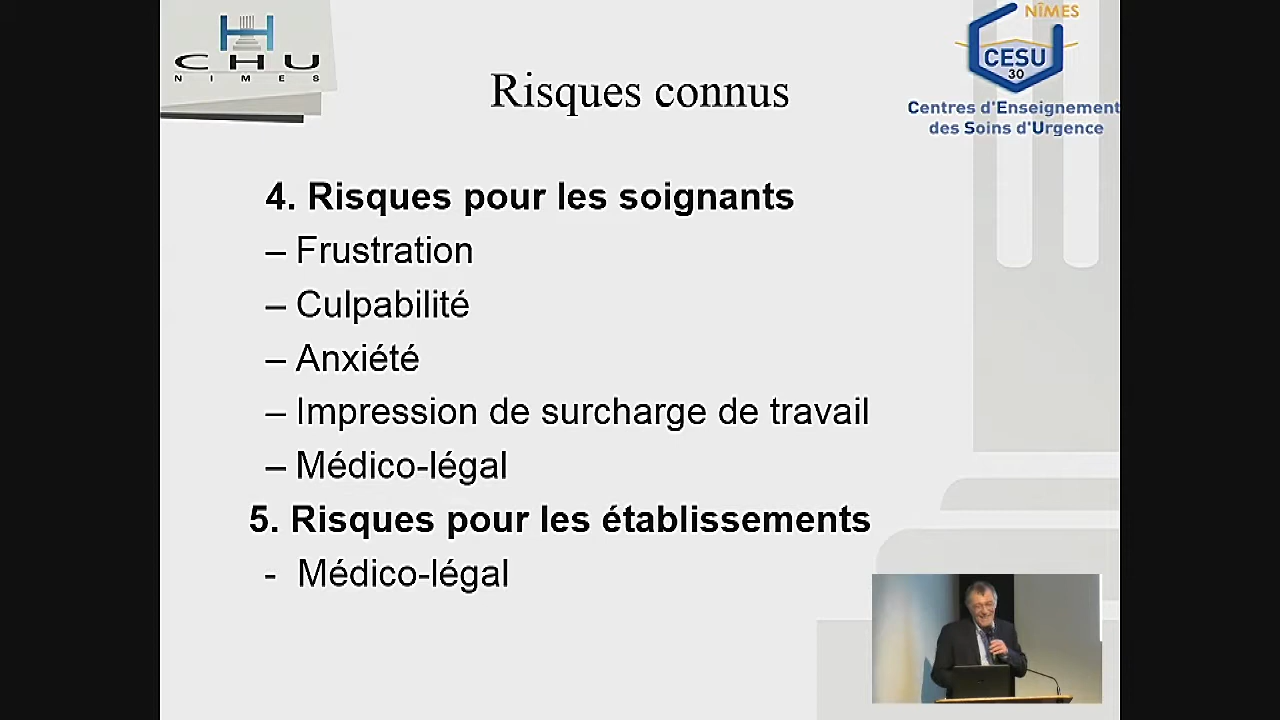 CHU
NIMES
NÎMES
CESU
30
Centres d'Enseignement
des Soins d'Urgence
Risques connus
4. Risques pour les soignants
– Frustration
– Culpabilité
– Anxiété
– Impression de surcharge de travail
– Médico-légal
5. Risques pour les établissements
- Médico-légal